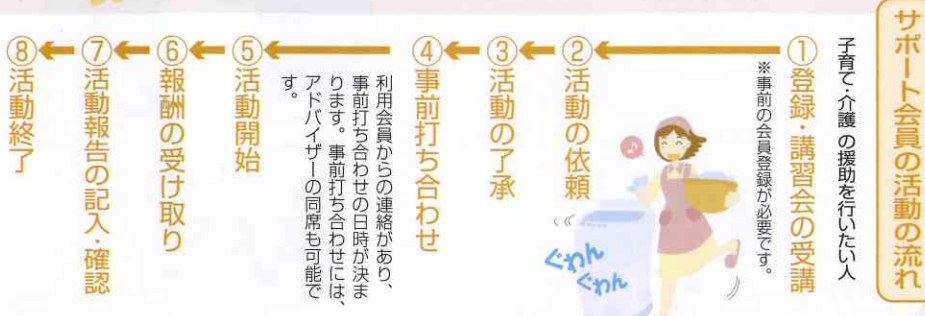 サポート会員の活動の流れ
子育て・介護の援助を行いたい人
①登録・講習会の受講
※事前の会員登録が必要です。
②活動の依頼
③活動の了承
④事前打ち合わせ
利用会員からの連絡があり、
事前打ち合わせの日時が決ま
ります。事前打ち合わせには、
アドバイザーの同席も可能で
す。
⑤活動開始
⑥報酬の受け取り
⑦活動報告の記入・確認
⑧活動終了
ぐわん
ぐわん